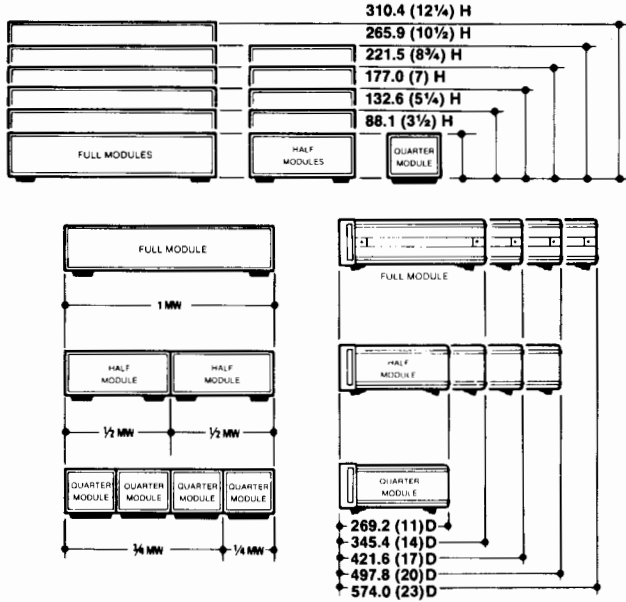 310.4 (12¼) H
265.9 (10½) H
221.5 (8¾) H
177.0 (7) H
132.6 (5¼) H
88.1 (3½) H
FULL MODULES
HALF
MODULES
QUARTER
MODULE
FULL MODULE
FULL MODULE
1 MW
HALF
MODULE
HALF
MODULE
HALF
MODULE
½ MW
½ MW
QUARTER
MODULE
QUARTER
MODULE
QUARTER
MODULE
QUARTER
MODULE
QUARTER
MODULE
¾ MW
¼ MW
269.2 (11) D
345.4 (14) D
421.6 (17) D
497.8 (20) D
574.0 (23) D